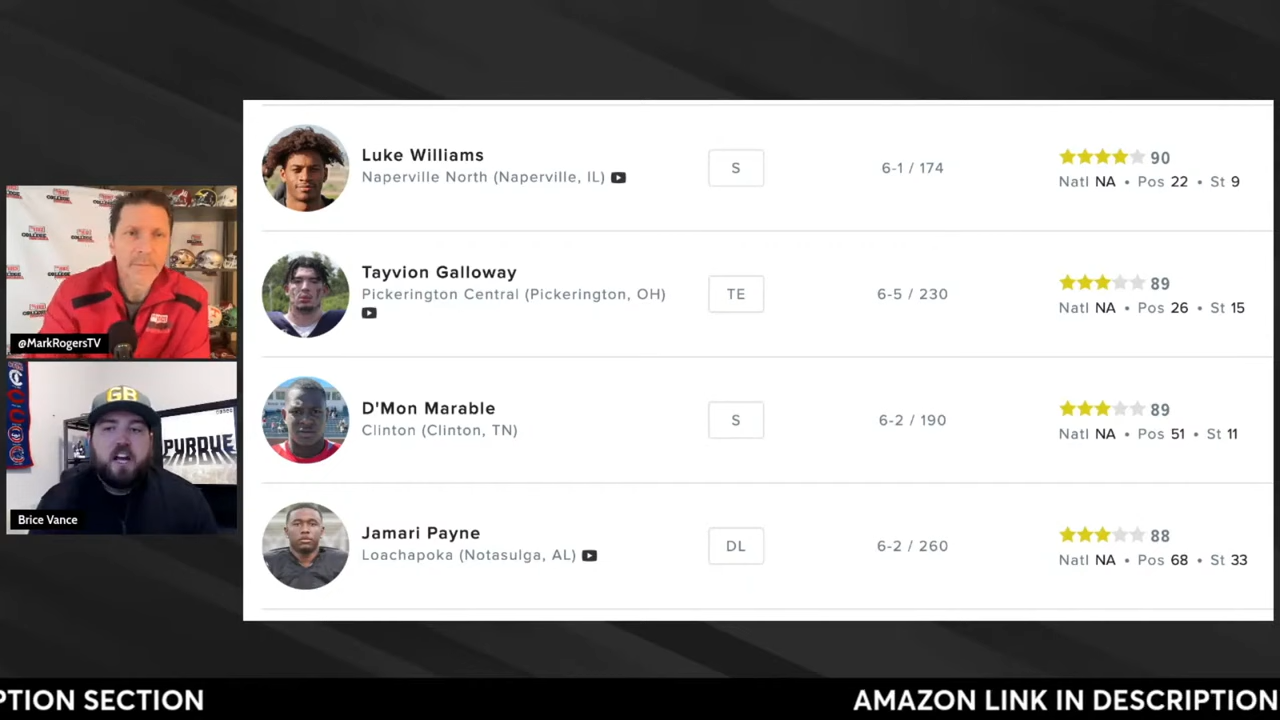 Luke Williams
Naperville North (Naperville, IL)
S
6-1 / 174
90
Natl NA • Pos 22 • St 9
Tayvion Galloway
Pickerington Central (Pickerington, OH)
TE
6-5 / 230
89
Natl NA • Pos 26 • St 15
D'Mon Marable
Clinton (Clinton, TN)
S
6-2 / 190
89
Natl NA • Pos 51 • St 11
Jamari Payne
Loachapoka (Notasulga, AL)
DL
6-2 / 260
88
Natl NA • Pos 68 • St 33
@MarkRogersTV
GB
PURDUE
Brice Vance
PTION SECTION
AMAZON LINK IN DESCRIPTION